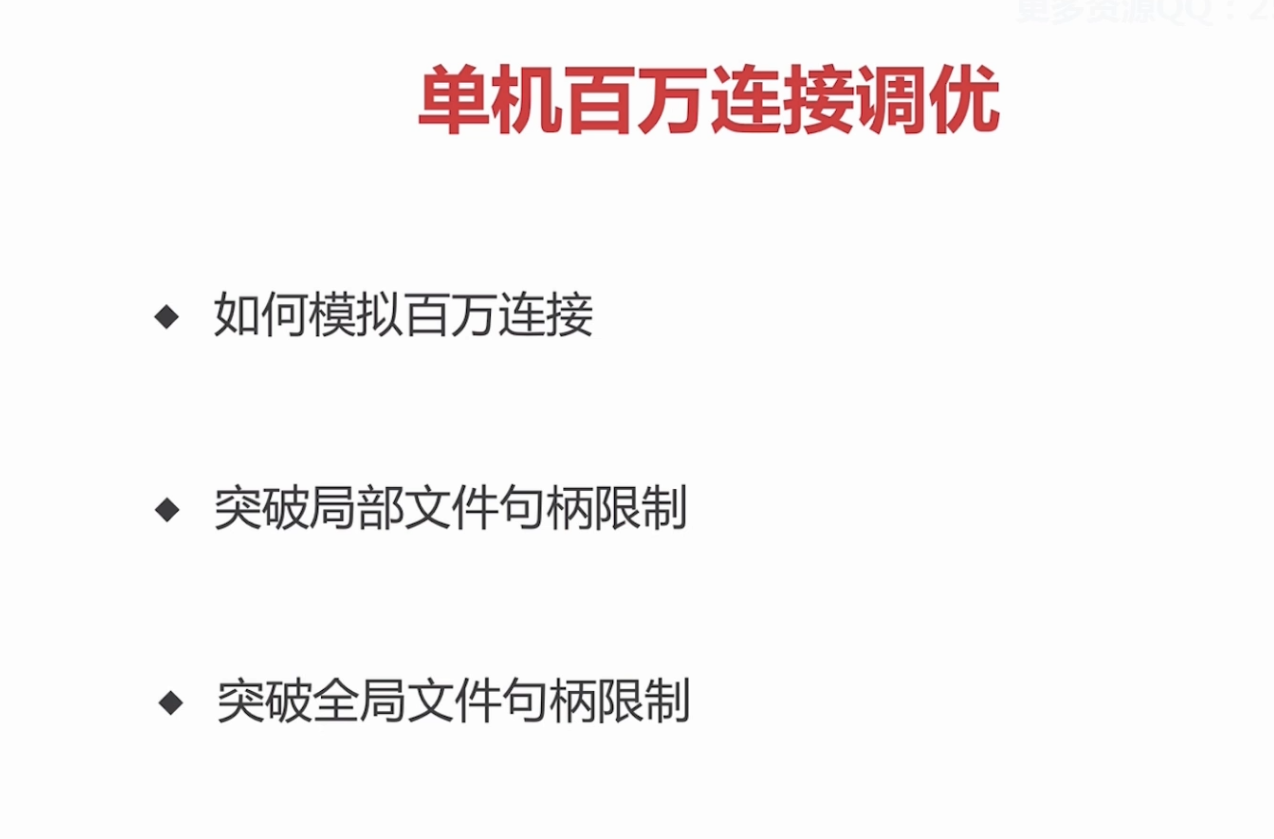 更多资源QQ：2
单机百万连接调优
◆ 如何模拟百万连接
◆ 突破局部文件句柄限制
◆ 突破全局文件句柄限制